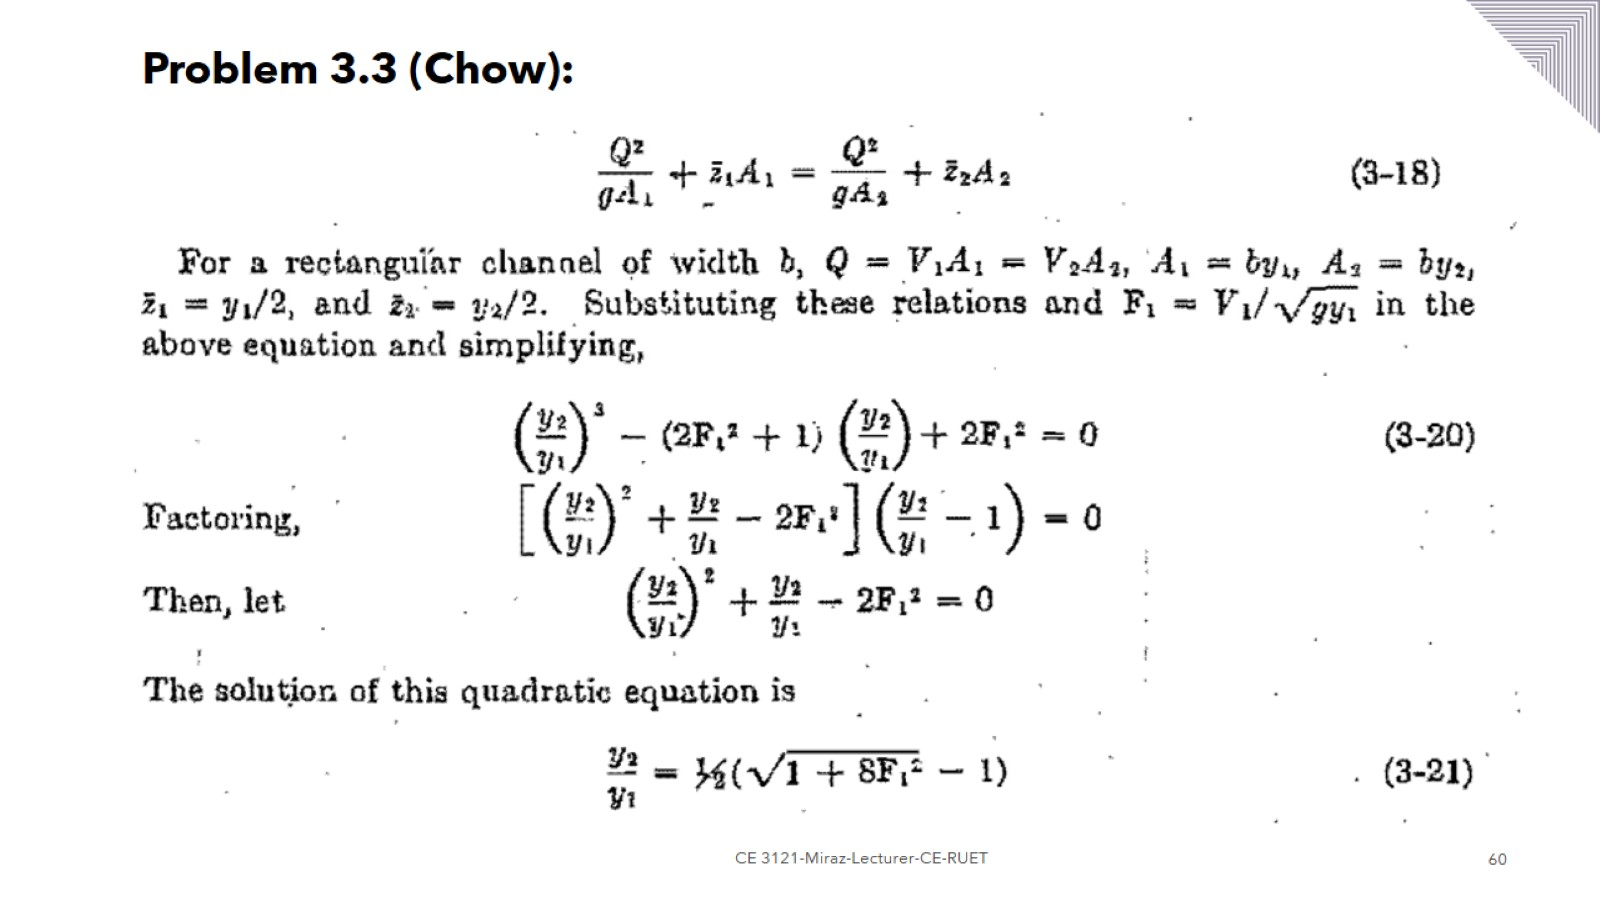 Problem 3.3 (Chow):
Q²/gA₁ + z̄₁A₁ = Q²/gA₂ + z̄₂A₂ (3-18)
For a rectangular channel of width b, Q = V₁A₁ = V₂A₂, A₁ = by₁, A₂ = by₂,
z̄₁ = y₁/2, and z̄₂ = y₂/2. Substituting these relations and F₁ = V₁/√gy₁ in the
above equation and simplifying,
(y₂/y₁)³ − (2F₁² + 1) (y₂/y₁) + 2F₁² = 0 (3-20)
Factoring, [(y₂/y₁)² + y₂/y₁ − 2F₁²] (y₂/y₁ − 1) = 0
Then, let (y₂/y₁)² + y₂/y₁ − 2F₁² = 0
The solution of this quadratic equation is
y₂/y₁ = ½(√1 + 8F₁² − 1) (3-21)
CE 3121-Miraz-Lecturer-CE-RUET 60